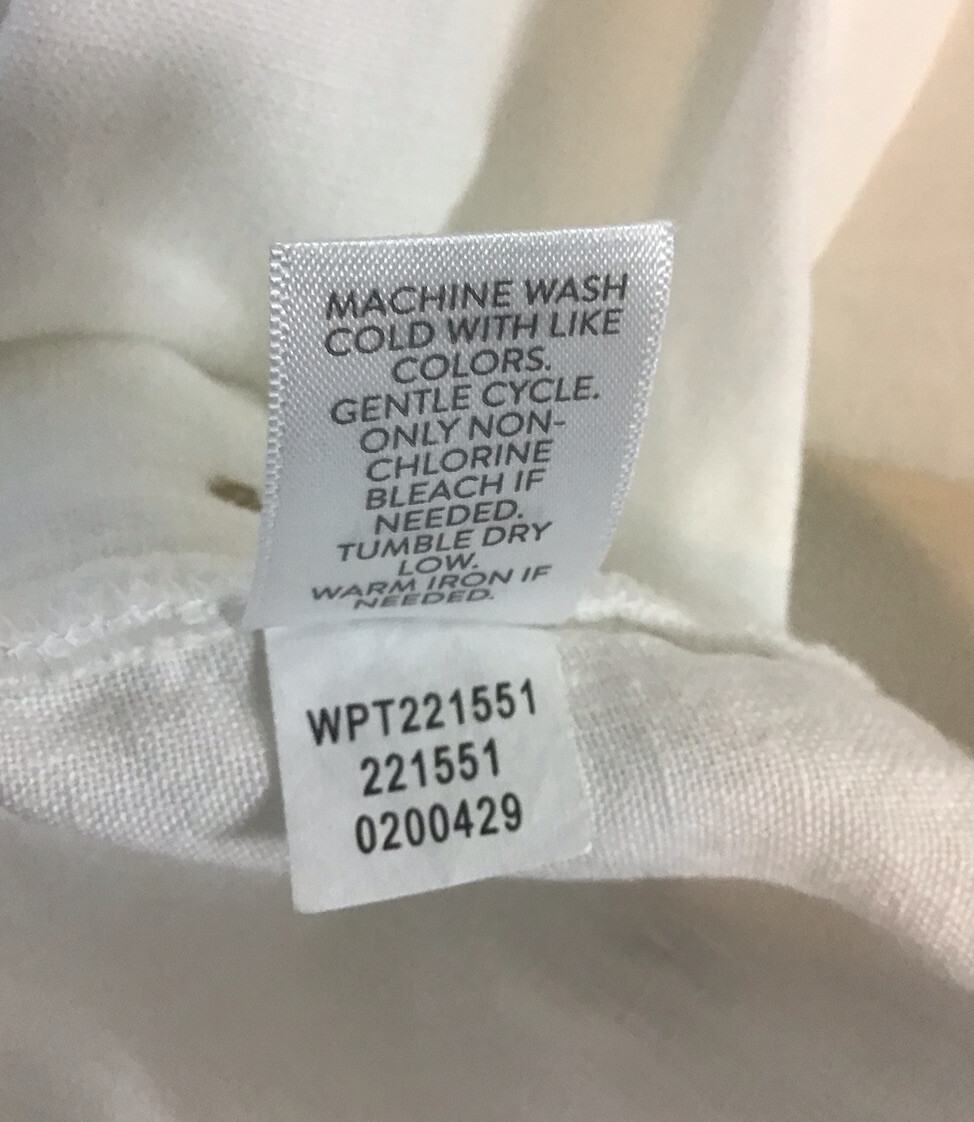 MACHINE WASH
COLD WITH LIKE
COLORS.
GENTLE CYCLE.
ONLY NON-
CHLORINE
BLEACH IF
NEEDED.
TUMBLE DRY
LOW.
WARM IRON IF
NEEDED.
WPT221551
221551
0200429